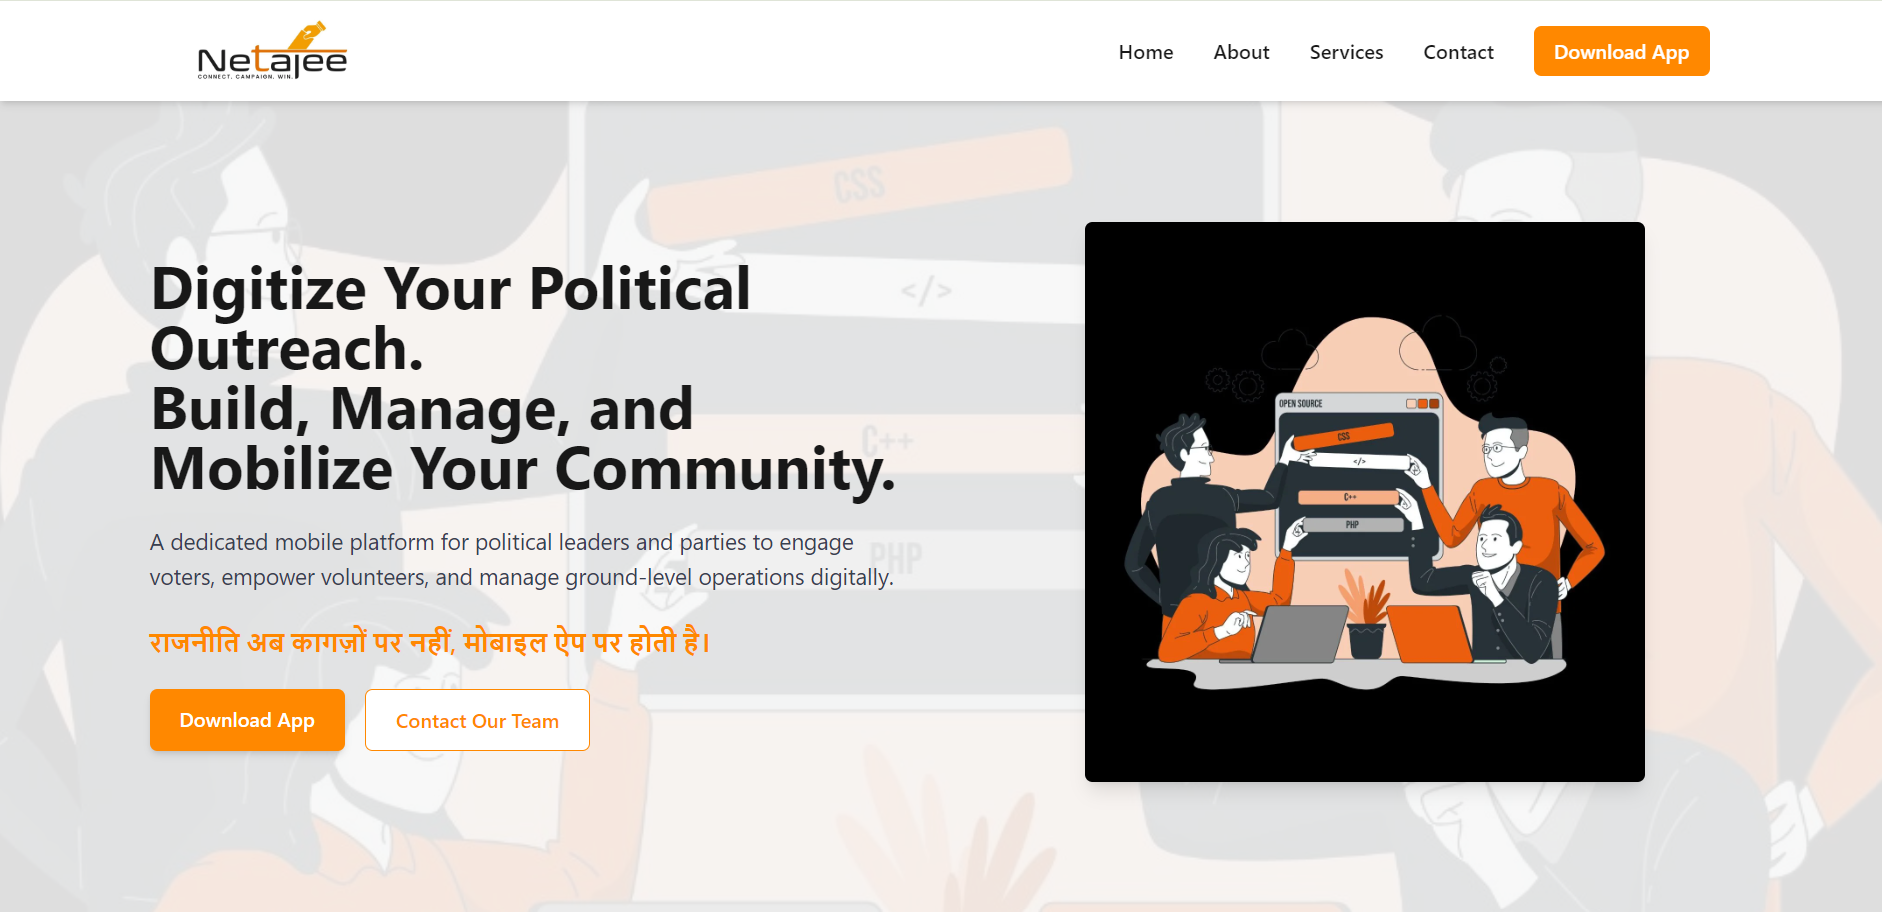 Netajee
CONNECT. CAMPAIGN. WIN.
Home About Services Contact Download App
Digitize Your Political
Outreach.
Build, Manage, and
Mobilize Your Community.
A dedicated mobile platform for political leaders and parties to engage
voters, empower volunteers, and manage ground-level operations digitally.
राजनीति अब कागज़ों पर नहीं, मोबाइल ऐप पर होती है।
Download App Contact Our Team
OPEN SOURCE
CSS
</>
C++
PHP
CSS
</>
C++
PHP